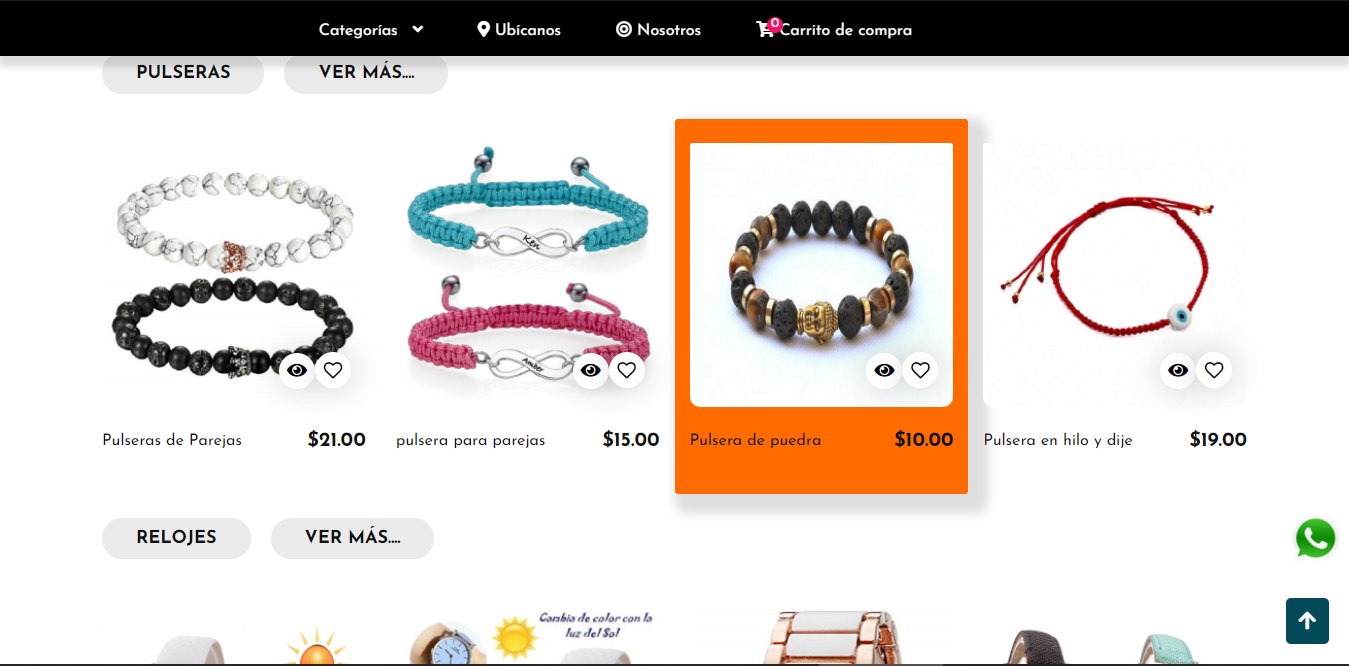 Categorías
Ubícanos
Nosotros
0
Carrito de compra
PULSERAS
VER MÁS....
Ken
Amber
Pulseras de Parejas
$21.00
pulsera para parejas
$15.00
Pulsera de puedra
$10.00
Pulsera en hilo y dije
$19.00
RELOJES
VER MÁS....
Cambia de color con la
luz del Sol